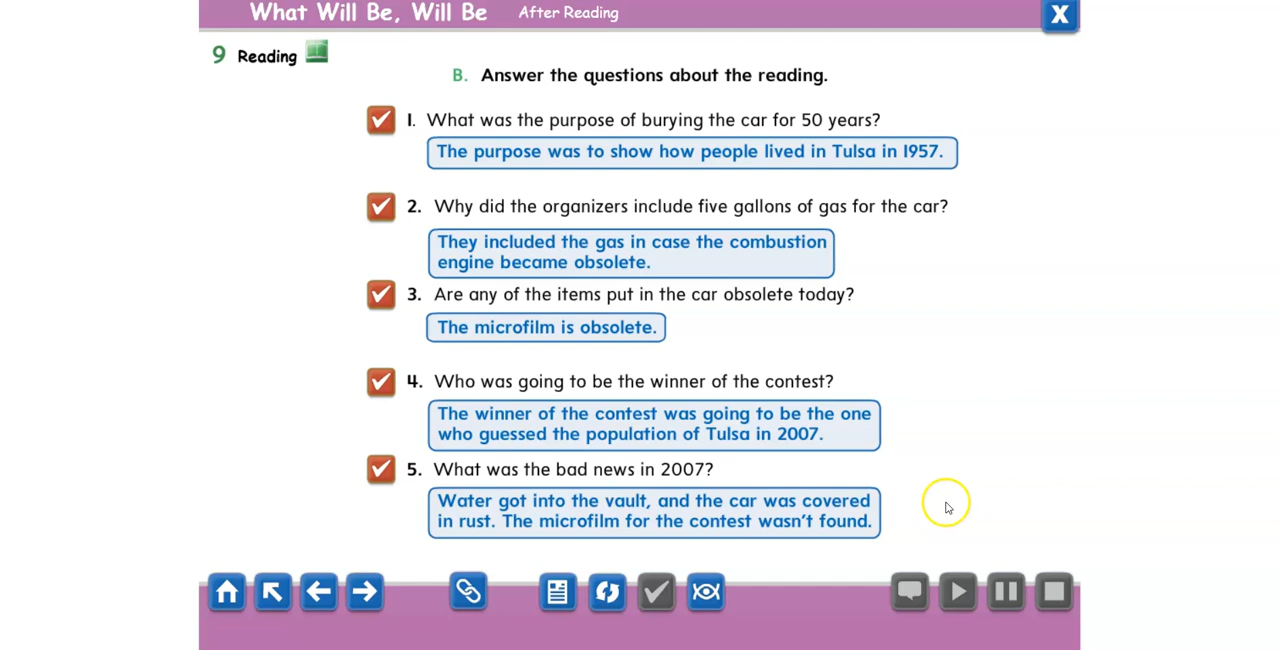 What Will Be, Will Be After Reading
X
9 Reading
B. Answer the questions about the reading.
1. What was the purpose of burying the car for 50 years?
The purpose was to show how people lived in Tulsa in 1957.
2. Why did the organizers include five gallons of gas for the car?
They included the gas in case the combustion
engine became obsolete.
3. Are any of the items put in the car obsolete today?
The microfilm is obsolete.
4. Who was going to be the winner of the contest?
The winner of the contest was going to be the one
who guessed the population of Tulsa in 2007.
5. What was the bad news in 2007?
Water got into the vault, and the car was covered
in rust. The microfilm for the contest wasn't found.